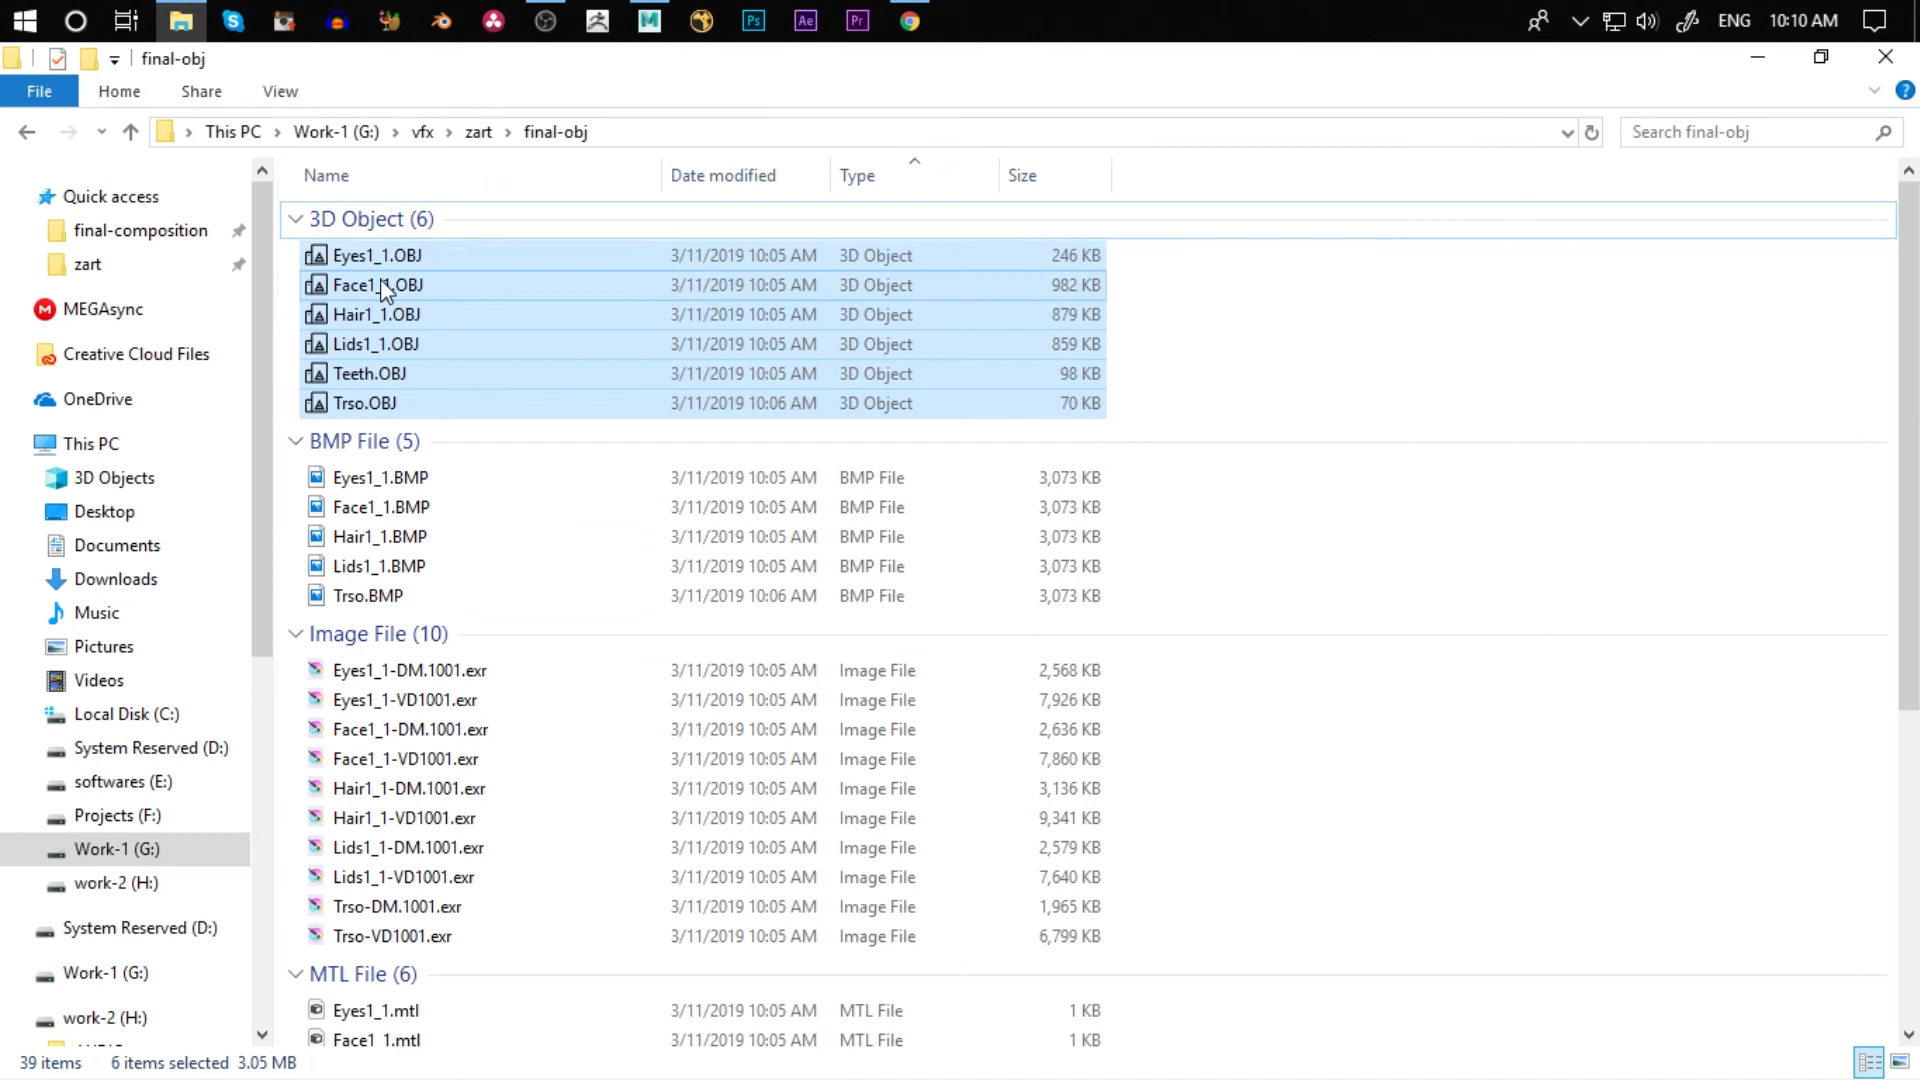 Ps Ae Pr ENG 10:10 AM
final-obj
File Home Share View
This PC Work-1 (G:) vfx zart final-obj Search final-obj
Name Date modified Type Size
Quick access
final-composition
zart
MEGAsync
Creative Cloud Files
OneDrive
This PC
3D Objects
Desktop
Documents
Downloads
Music
Pictures
Videos
Local Disk (C:)
System Reserved (D:)
softwares (E:)
Projects (F:)
Work-1 (G:)
work-2 (H:)
System Reserved (D:)
Work-1 (G:)
work-2 (H:)
3D Object (6)
Eyes1_1.OBJ 3/11/2019 10:05 AM 3D Object 246 KB
Face1_1.OBJ 3/11/2019 10:05 AM 3D Object 982 KB
Hair1_1.OBJ 3/11/2019 10:05 AM 3D Object 879 KB
Lids1_1.OBJ 3/11/2019 10:05 AM 3D Object 859 KB
Teeth.OBJ 3/11/2019 10:05 AM 3D Object 98 KB
Trso.OBJ 3/11/2019 10:06 AM 3D Object 70 KB
BMP File (5)
Eyes1_1.BMP 3/11/2019 10:05 AM BMP File 3,073 KB
Face1_1.BMP 3/11/2019 10:05 AM BMP File 3,073 KB
Hair1_1.BMP 3/11/2019 10:05 AM BMP File 3,073 KB
Lids1_1.BMP 3/11/2019 10:05 AM BMP File 3,073 KB
Trso.BMP 3/11/2019 10:06 AM BMP File 3,073 KB
Image File (10)
Eyes1_1-DM.1001.exr 3/11/2019 10:05 AM Image File 2,568 KB
Eyes1_1-VD1001.exr 3/11/2019 10:05 AM Image File 7,926 KB
Face1_1-DM.1001.exr 3/11/2019 10:05 AM Image File 2,636 KB
Face1_1-VD1001.exr 3/11/2019 10:05 AM Image File 7,860 KB
Hair1_1-DM.1001.exr 3/11/2019 10:05 AM Image File 3,136 KB
Hair1_1-VD1001.exr 3/11/2019 10:05 AM Image File 9,341 KB
Lids1_1-DM.1001.exr 3/11/2019 10:05 AM Image File 2,579 KB
Lids1_1-VD1001.exr 3/11/2019 10:05 AM Image File 7,640 KB
Trso-DM.1001.exr 3/11/2019 10:05 AM Image File 1,965 KB
Trso-VD1001.exr 3/11/2019 10:05 AM Image File 6,799 KB
MTL File (6)
Eyes1_1.mtl 3/11/2019 10:05 AM MTL File 1 KB
Face1_1.mtl 3/11/2019 10:05 AM MTL File 1 KB
39 items 6 items selected 3.05 MB